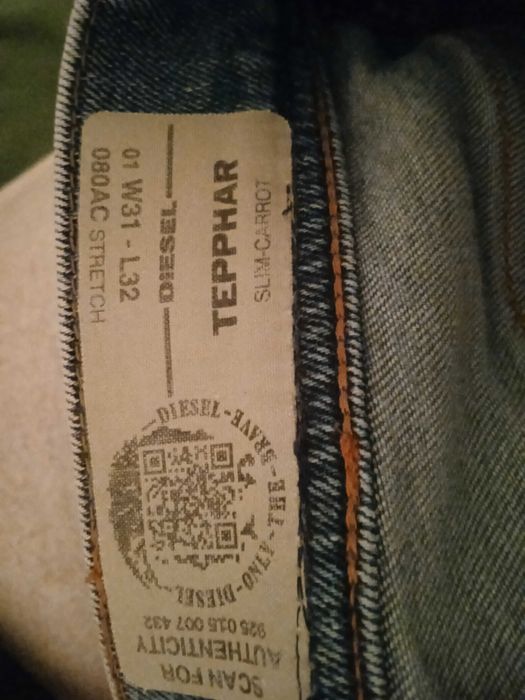 TEPPHAR
SLIM-CARROT
DIESEL
01 W31 - L32
080AC STRETCH
DIESEL-ONLY-THE-BRAVE-DIESEL
SCAN FOR
AUTHENTICITY
925 015 007 432